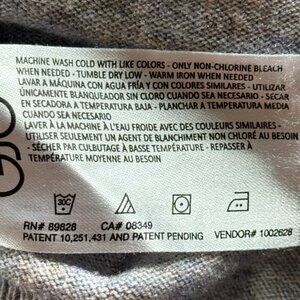 MACHINE WASH COLD WITH LIKE COLORS - ONLY NON-CHLORINE BLEACH
WHEN NEEDED - TUMBLE DRY LOW - WARM IRON WHEN NEEDED
LAVAR A MÁQUINA CON AGUA FRÍA Y CON COLORES SIMILARES - UTILIZAR
ÚNICAMENTE BLANQUEADOR SIN CLORO CUANDO SEA NECESARIO - SECAR
EN SECADORA A TEMPERATURA BAJA - PLANCHAR A TEMPERATURA MEDIA
CUANDO SEA NECESARIO
LAVER À LA MACHINE À L'EAU FROIDE AVEC DES COULEURS SIMILAIRES -
UTILISER SEULEMENT UN AGENT DE BLANCHIMENT NON CHLORÉ AU BESOIN
- SÉCHER PAR CULBUTAGE À BASSE TEMPÉRATURE - REPASSER À
TEMPÉRATURE MOYENNE AU BESOIN
30C
RN# 89828 CA# 08349
PATENT 10,251,431 AND PATENT PENDING VENDOR# 1002628